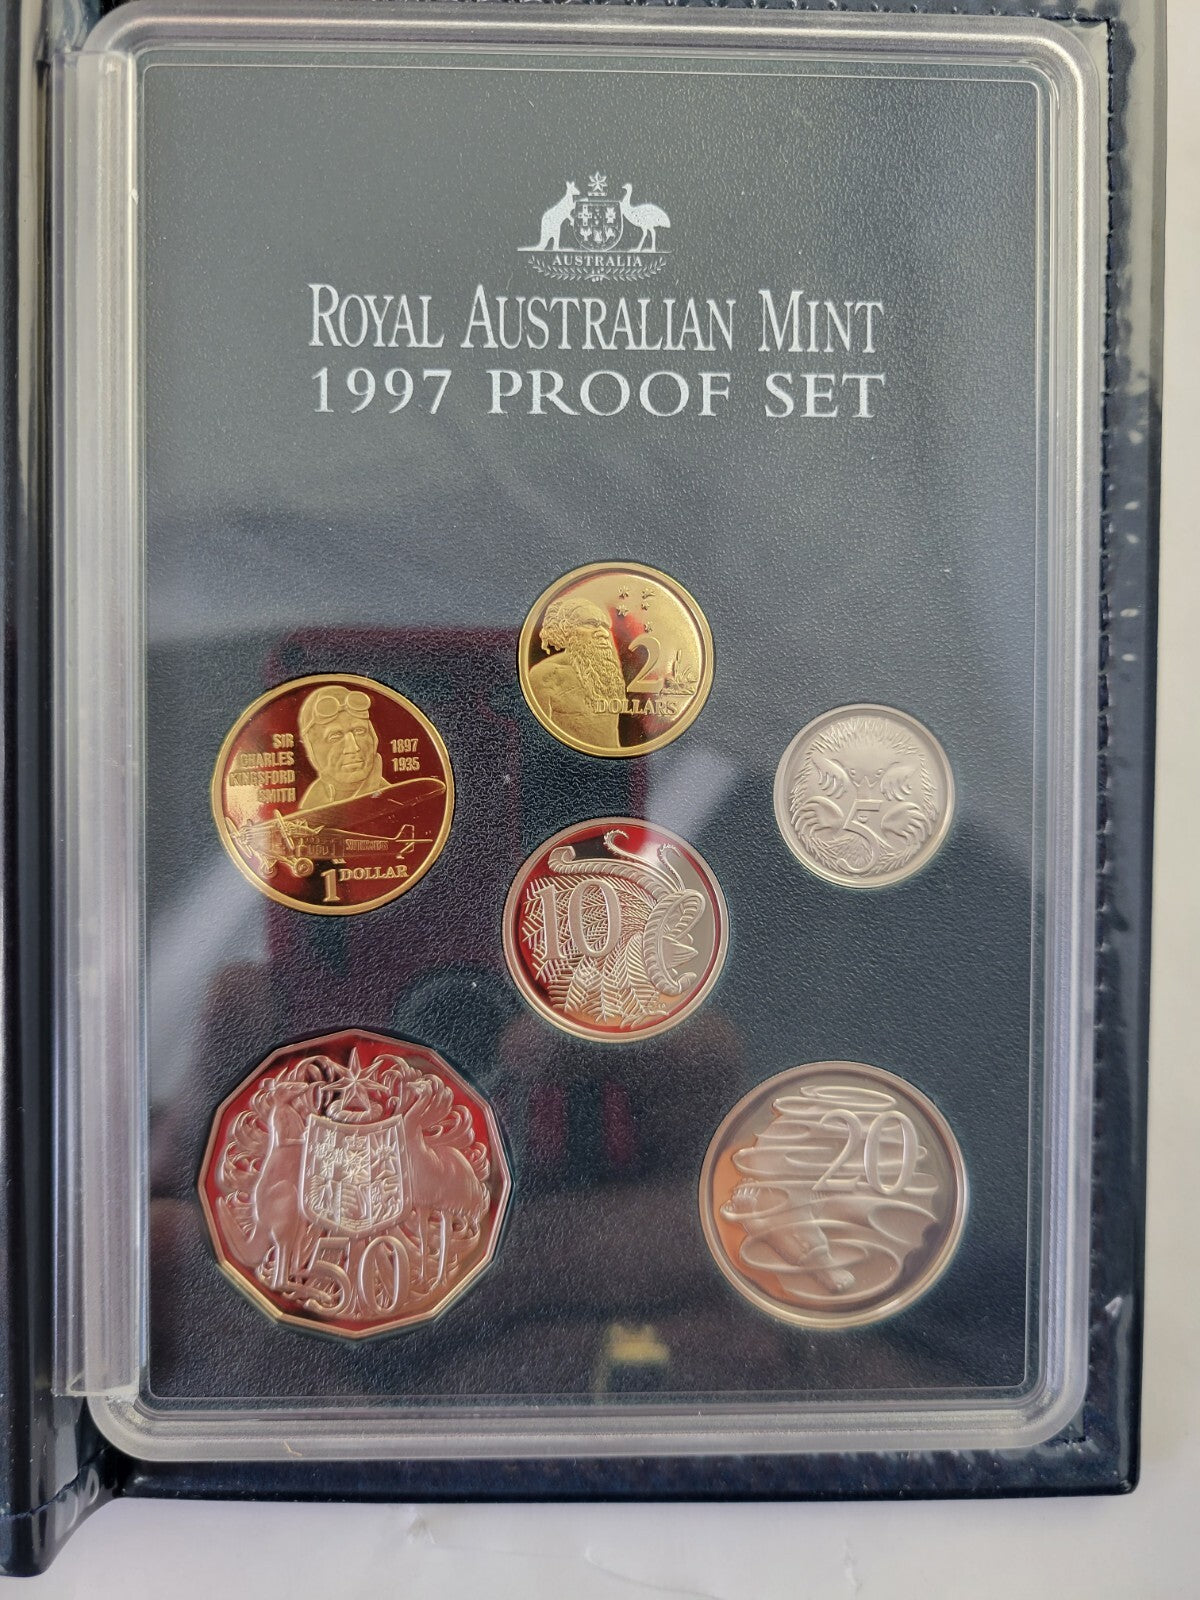 AUSTRALIA
ROYAL AUSTRALIAN MINT
1997 PROOF SET
2
DOLLARS
SIR
CHARLES
KINGSFORD
SMITH
1897
1935
1 DOLLAR
5
10
50
20